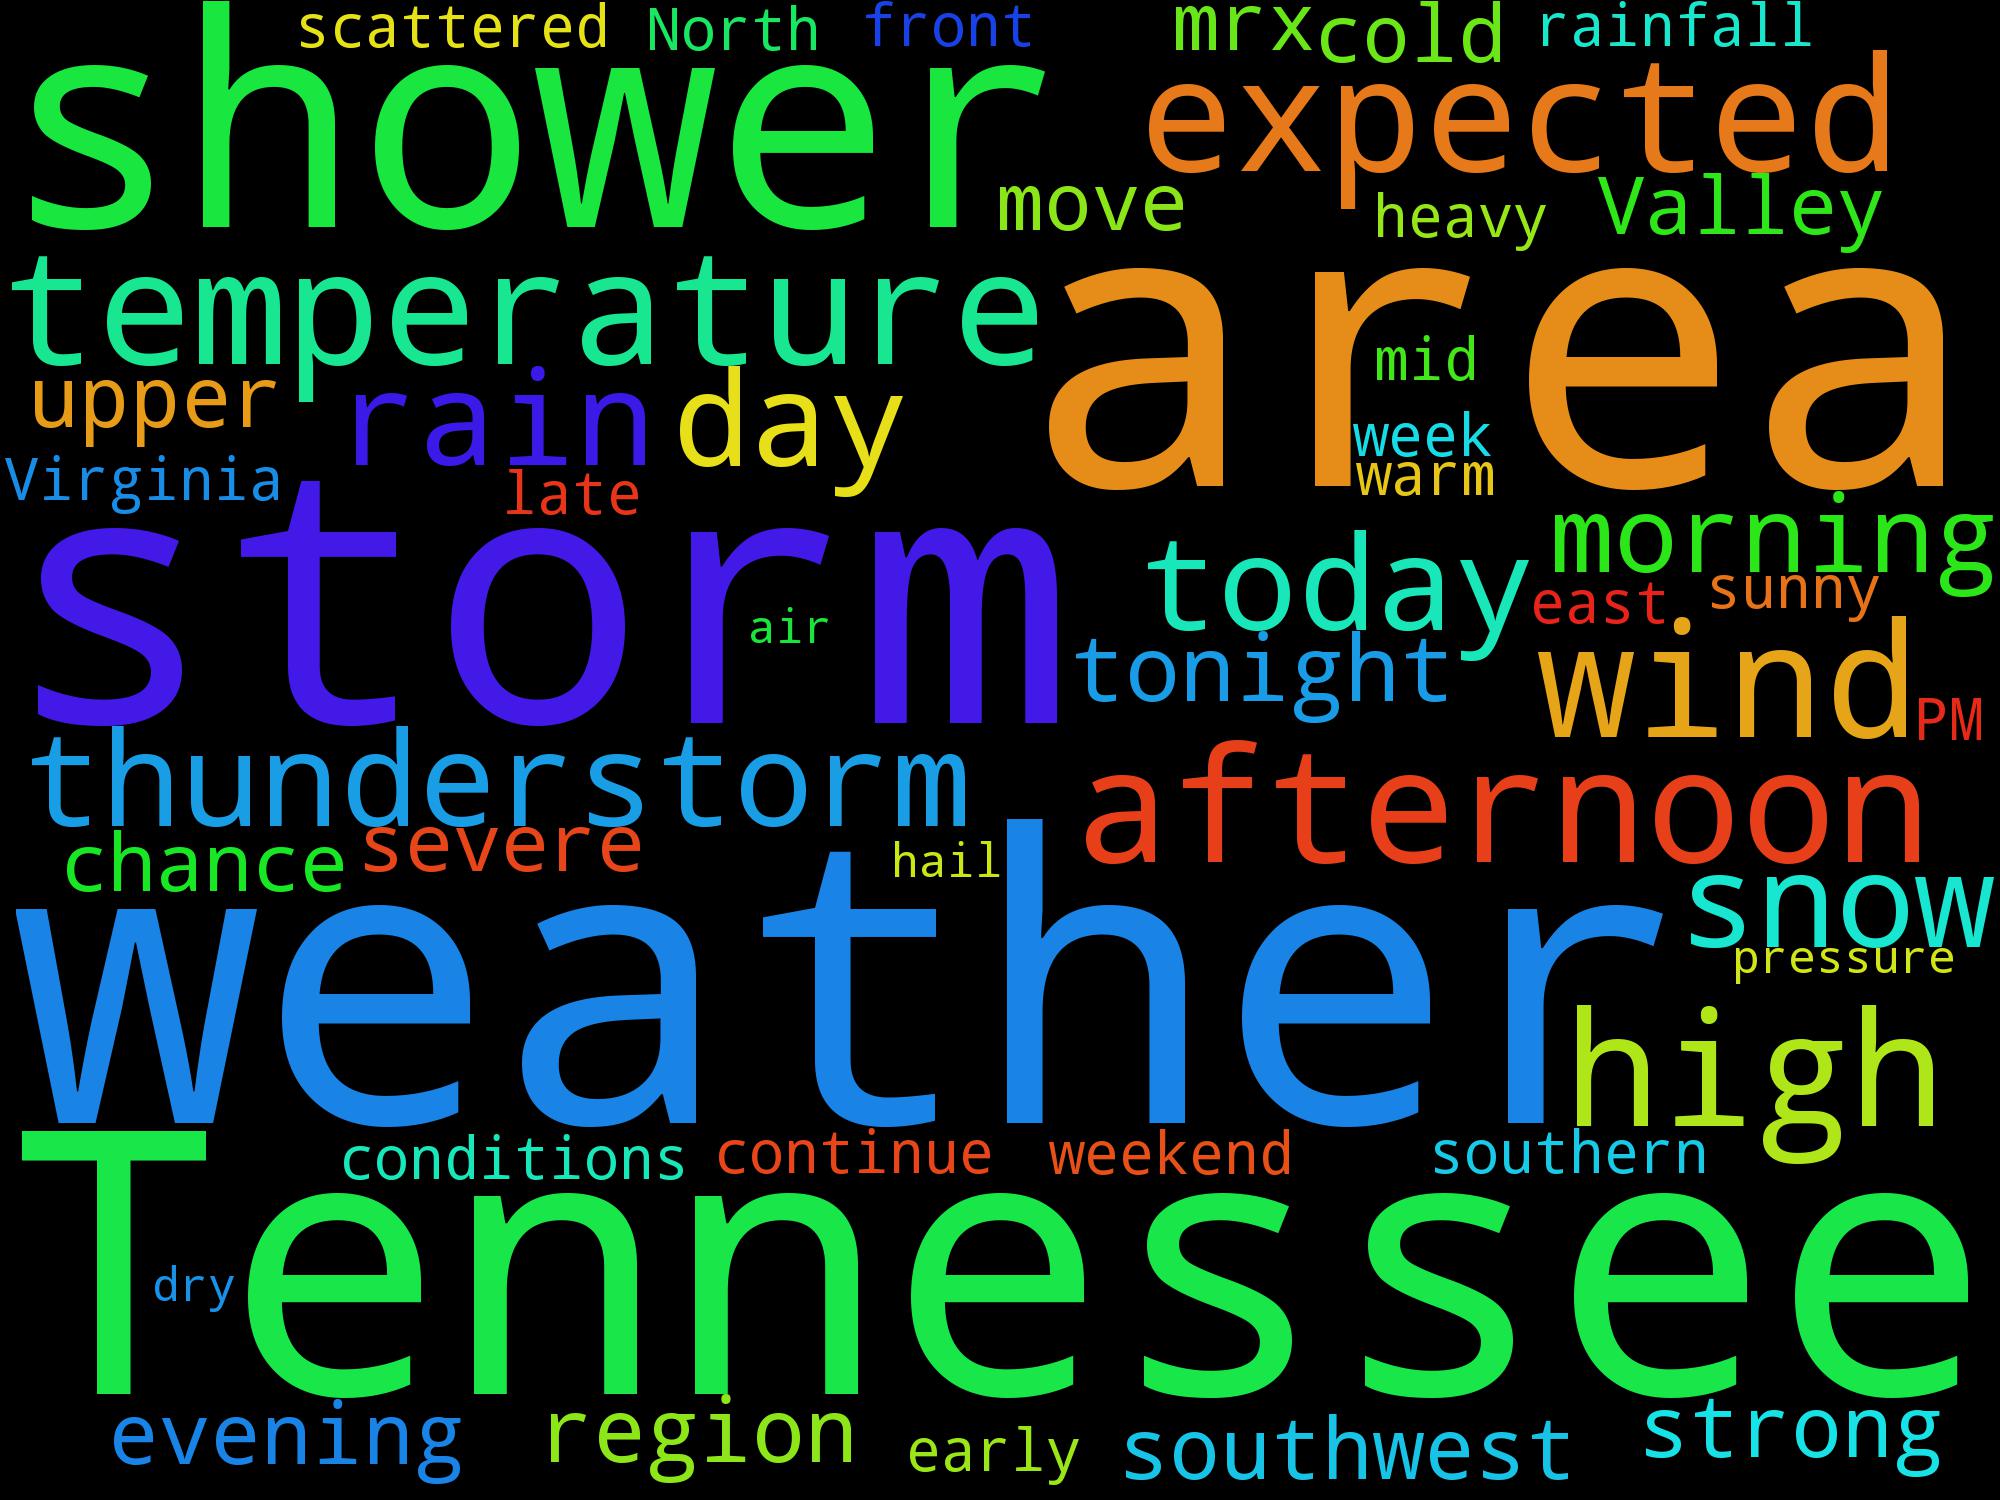 scattered North front mrx cold rainfall
shower expected
move heavy Valley
temperature area
mid
upper rain day week
warm
Virginia late
storm today morning
east sunny
air tonight wind PM
thunderstorm afternoon
chance severe hail snow
pressure
weather high
conditions continue weekend southern
Tennessee
dry
evening region early southwest strong